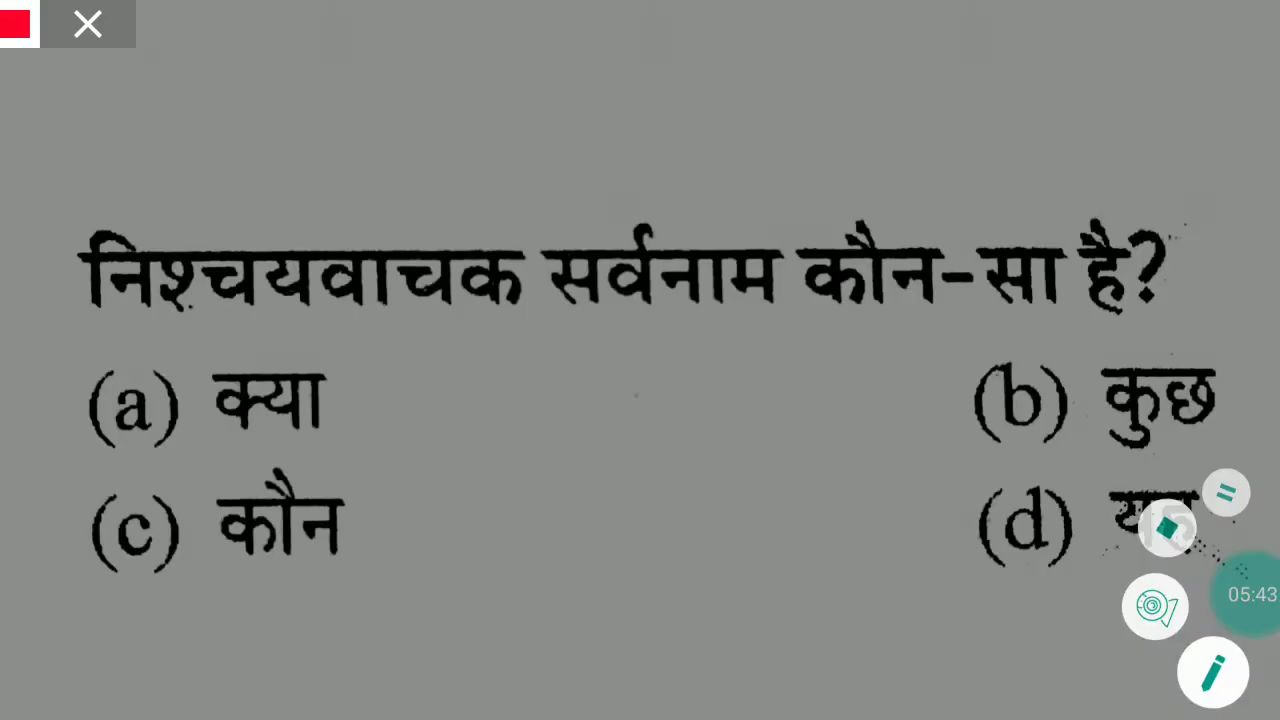 निश्चयवाचक सर्वनाम कौन-सा है?
(a) क्या (b) कुछ
(c) कौन (d)
05:43